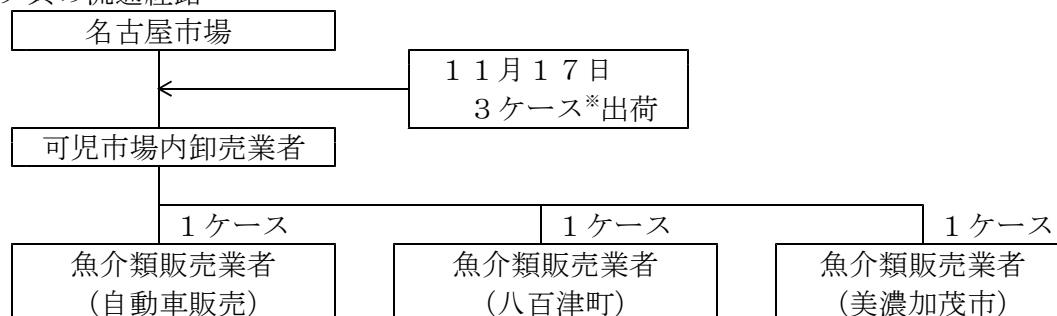 名古屋市場
１１月１７日
３ケース※出荷
可児市場内卸売業者
１ケース
１ケース
１ケース
魚介類販売業者
（自動車販売）
魚介類販売業者
（八百津町）
魚介類販売業者
（美濃加茂市）